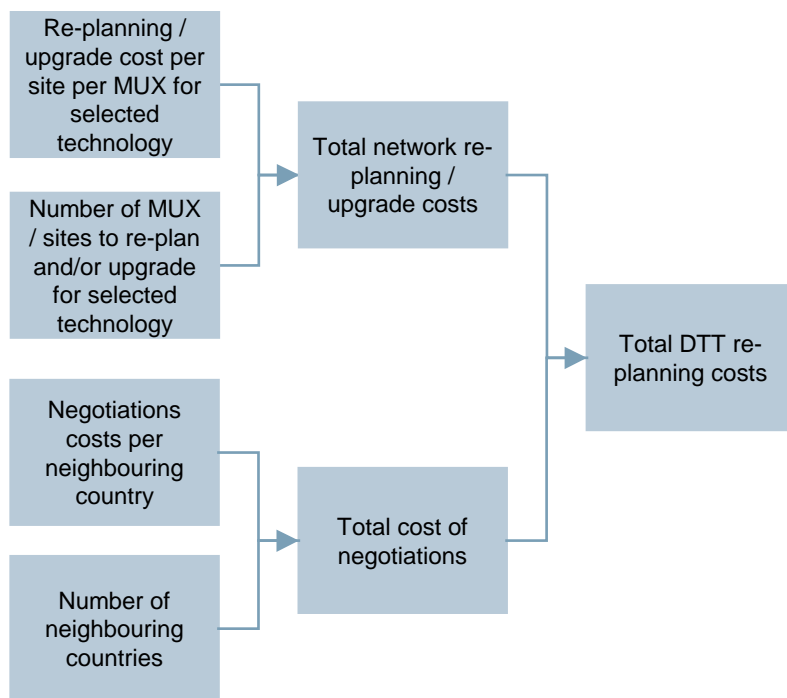 Re-planning /
upgrade cost per
site per MUX for
selected
technology
Number of MUX
/ sites to re-plan
and/or upgrade
for selected
technology
Total network re-
planning /
upgrade costs
Negotiations
costs per
neighbouring
country
Number of
neighbouring
countries
Total cost of
negotiations
Total DTT re-
planning costs